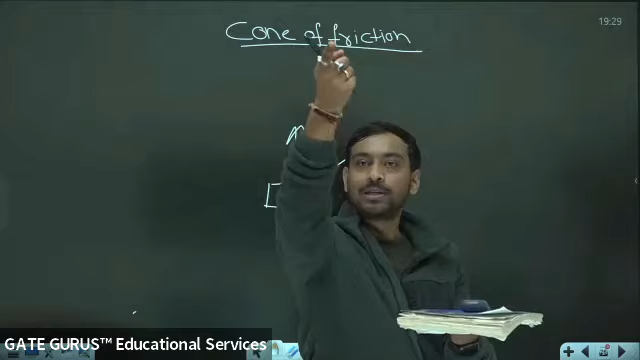 19:29
Cone of friction
GATE GURUS™ Educational Services